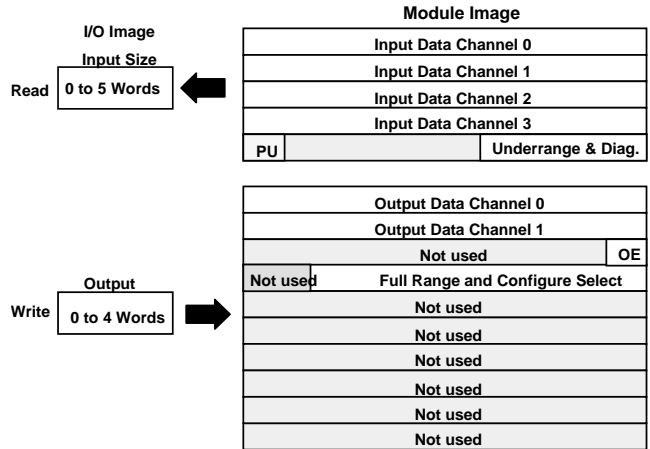 Module Image
I/O Image
Input Size
Read
0 to 5 Words
Input Data Channel 0
Input Data Channel 1
Input Data Channel 2
Input Data Channel 3
PU
Underrange & Diag.
Output Data Channel 0
Output Data Channel 1
Not used
OE
Not used
Full Range and Configure Select
Output
Write
0 to 4 Words
Not used
Not used
Not used
Not used
Not used
Not used